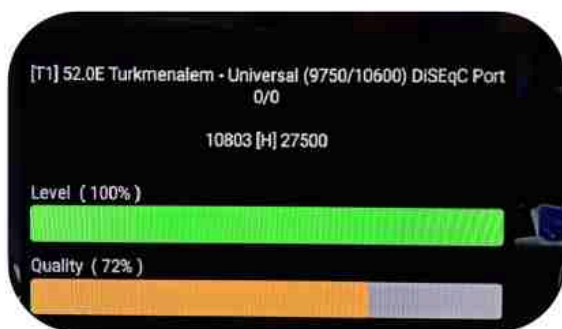 [T1] 52.0E Turkmenalem - Universal (9750/10600) DiSEqC Port
0/0
10803 [H] 27500
Level ( 100% )
Quality ( 72% )